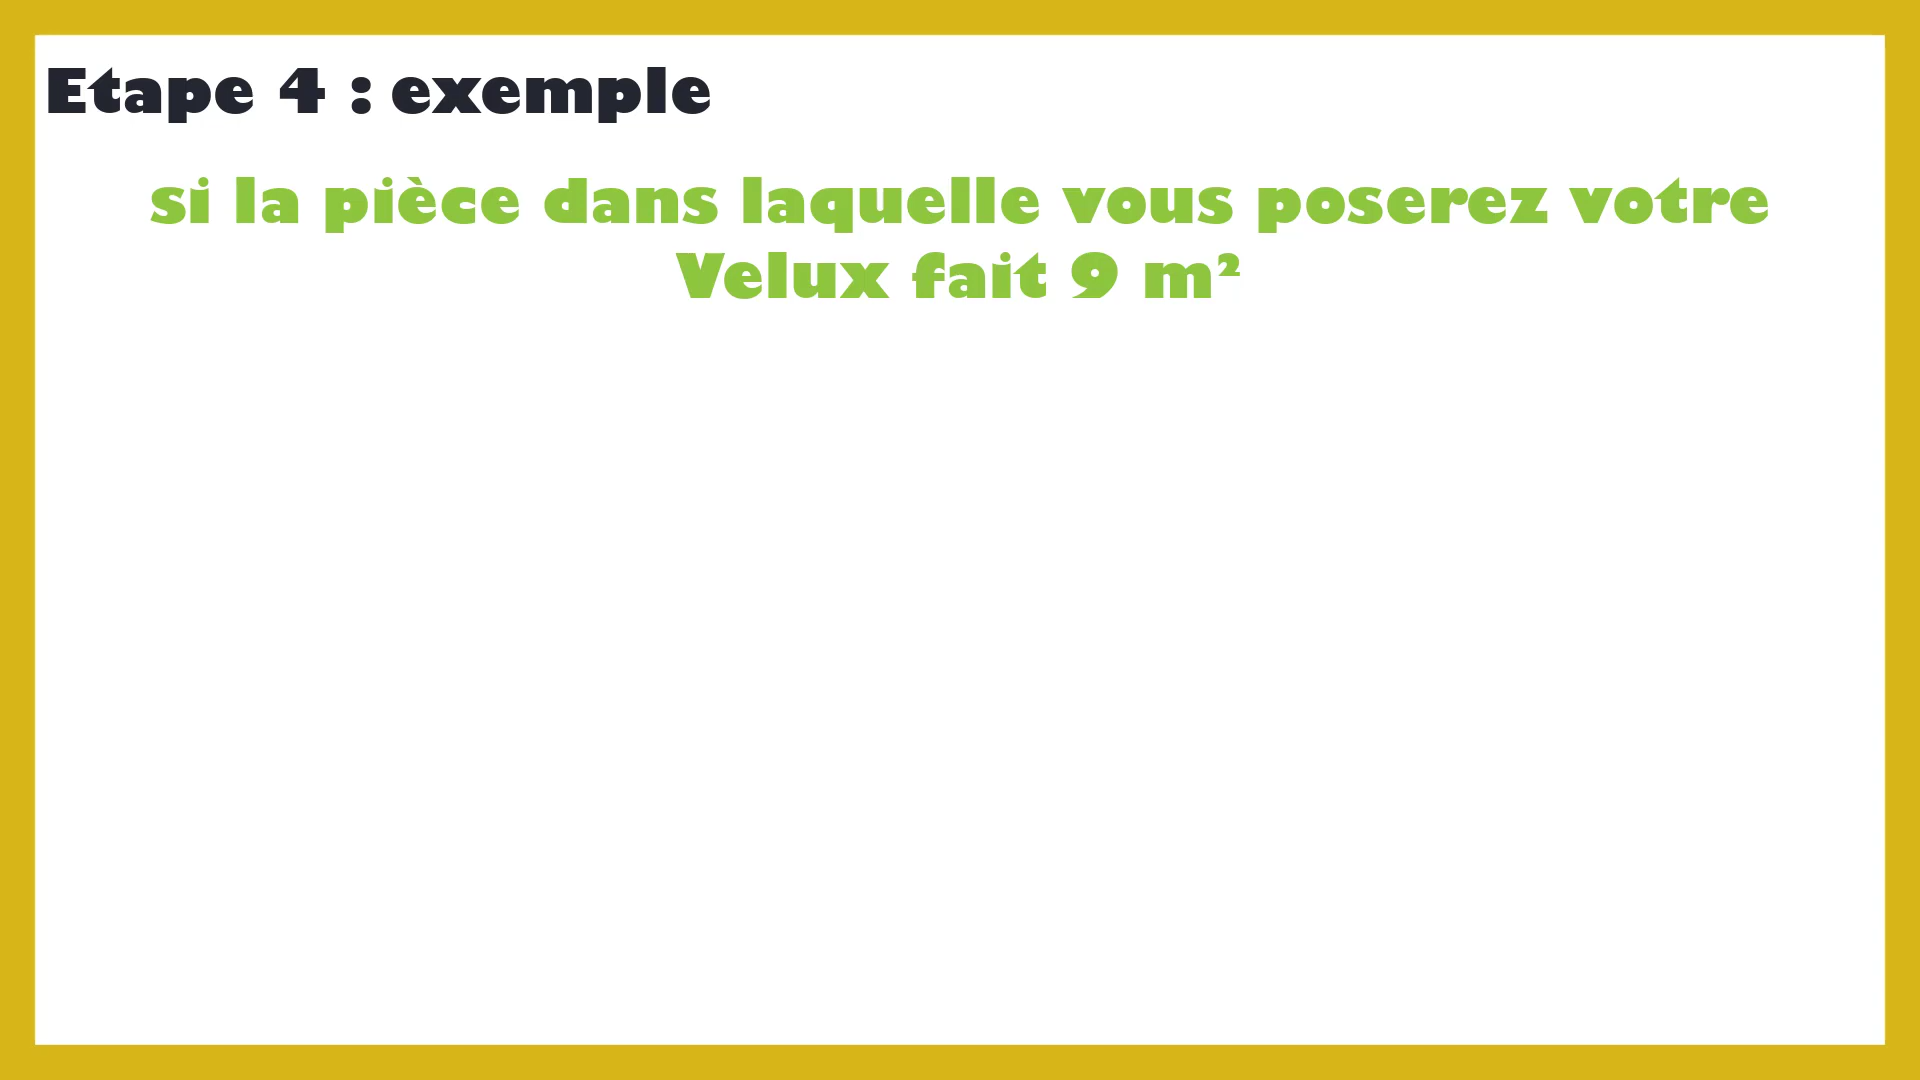 Etape 4 : exemple
si la pièce dans laquelle vous poserez votre
Velux fait 9 m²